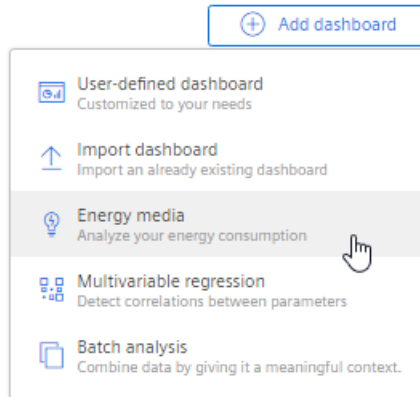 Add dashboard
User-defined dashboard
Customized to your needs
Import dashboard
Import an already existing dashboard
Energy media
Analyze your energy consumption
Multivariable regression
Detect correlations between parameters
Batch analysis
Combine data by giving it a meaningful context.